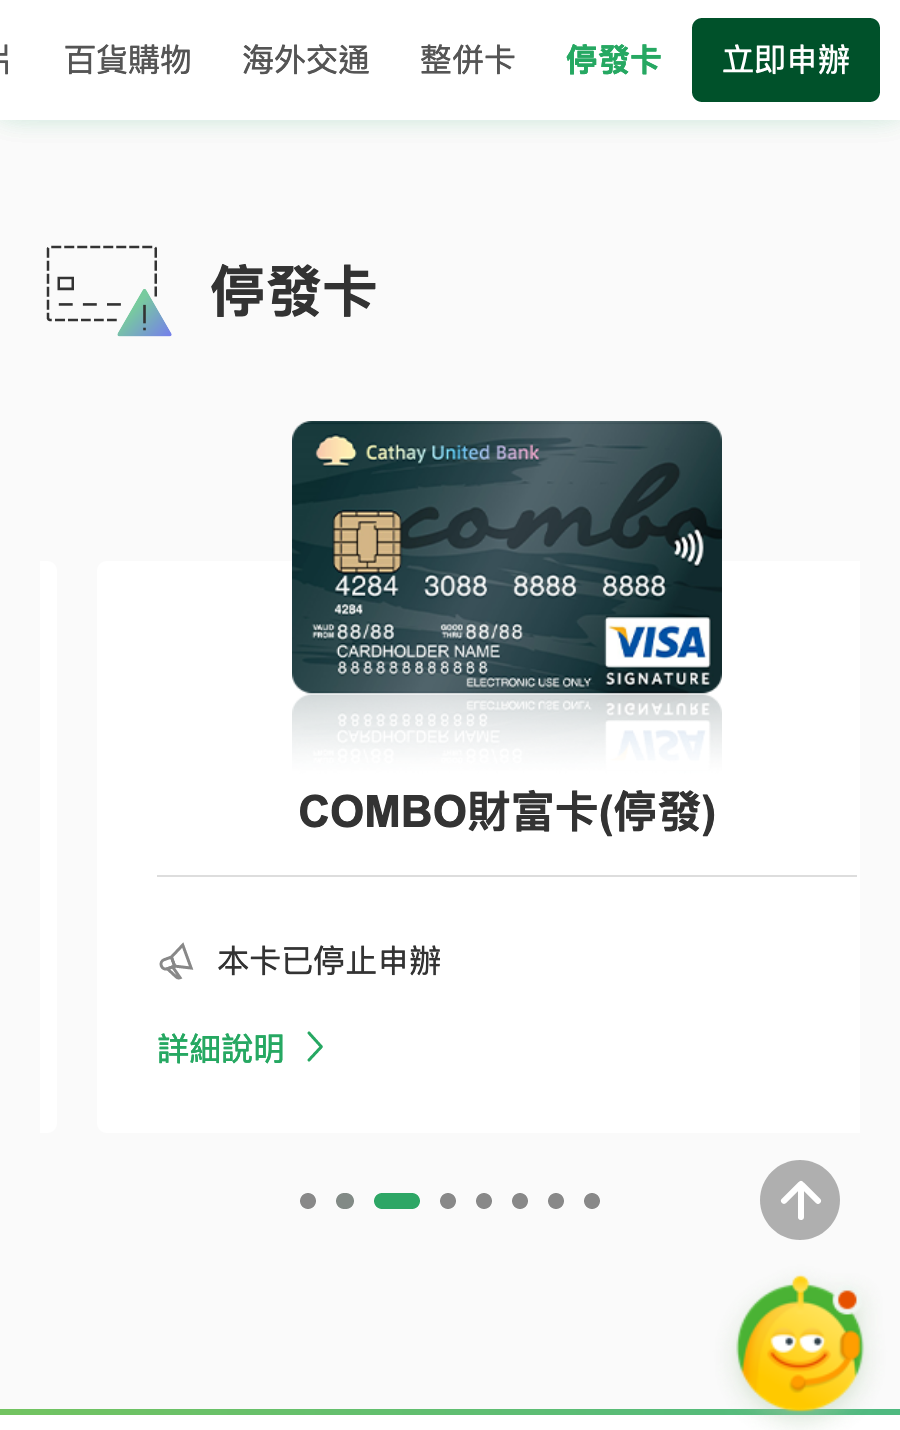 百貨購物 海外交通 整併卡 停發卡 立即申辦
停發卡
Cathay United Bank
combo
4284 3088 8888 8888
4284
VALID FROM 88/88 GOOD THRU 88/88
CARDHOLDER NAME
888888888888
ELECTRONIC USE ONLY
VISA
SIGNATURE
COMBO財富卡(停發)
本卡已停止申辦
詳細說明